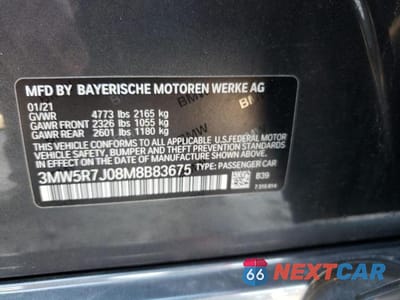 MFD BY BAYERISCHE MOTOREN WERKE AG
01/21
GVWR 4773 lbs 2165 kg
GAWR FRONT 2326 lbs 1055 kg
GAWR REAR 2601 lbs 1180 kg
THIS VEHICLE CONFORMS TO ALL APPLICABLE U.S. FEDERAL MOTOR
VEHICLE SAFETY, BUMPER, AND THEFT PREVENTION STANDARDS IN
EFFECT ON THE DATE OF MANUFACTURE SHOWN ABOVE.
3MW5R7J08M8B83675 TYPE: PASSENGER CAR
839
BMW
66 NEXTCAR